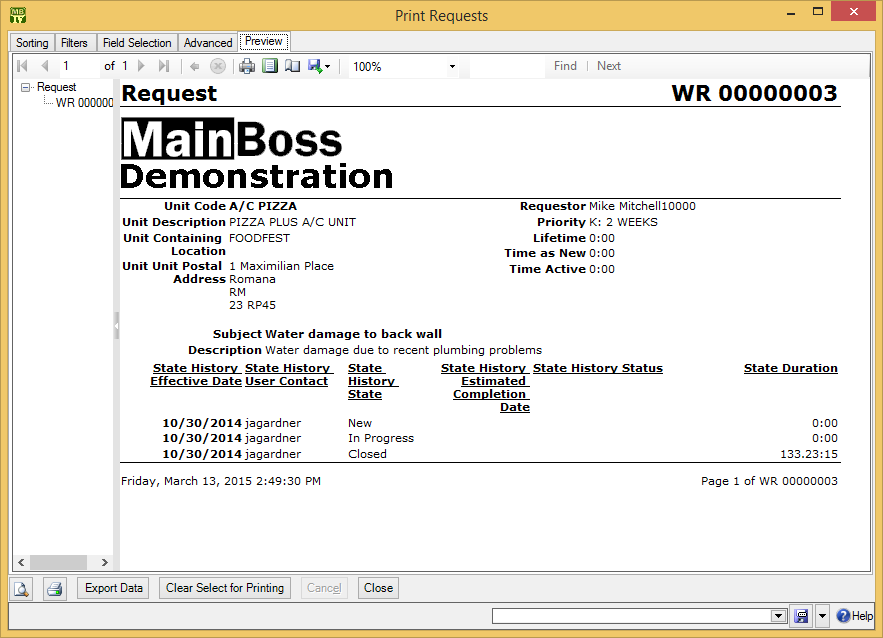 MB
Print Requests
Sorting Filters Field Selection Advanced Preview
1 of 1 100% Find Next
Request
WR 000000
Request WR 00000003
MainBoss
Demonstration
Unit Code A/C PIZZA Requestor Mike Mitchell10000
Unit Description PIZZA PLUS A/C UNIT Priority K: 2 WEEKS
Unit Containing FOODFEST Lifetime 0:00
Location Time as New 0:00
Unit Unit Postal 1 Maximilian Place Time Active 0:00
Address Romana
RM
23 RP45
Subject Water damage to back wall
Description Water damage due to recent plumbing problems
State History State History State State History State History Status State Duration
Effective Date User Contact History Estimated
State Completion
Date
10/30/2014 jagardner New 0:00
10/30/2014 jagardner In Progress 0:00
10/30/2014 jagardner Closed 133.23:15
Friday, March 13, 2015 2:49:30 PM Page 1 of WR 00000003
Export Data Clear Select for Printing Cancel Close
Help